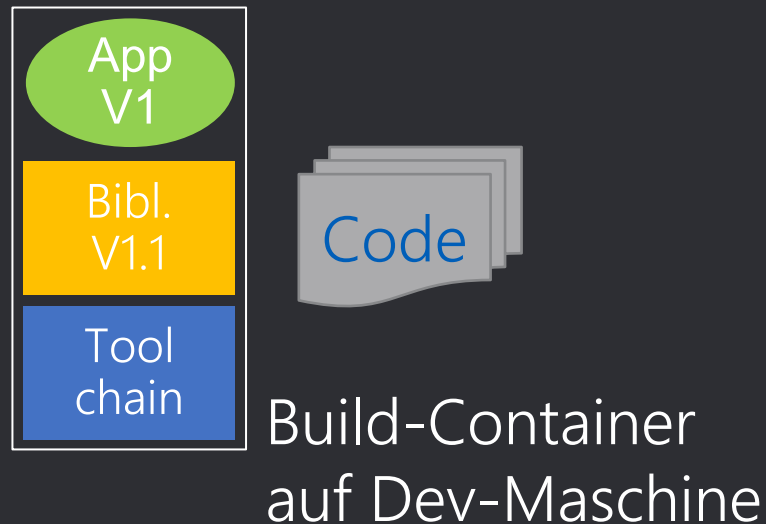 App
V1
Bibl.
V1.1
Tool
chain
Code
Build-Container
auf Dev-Maschine